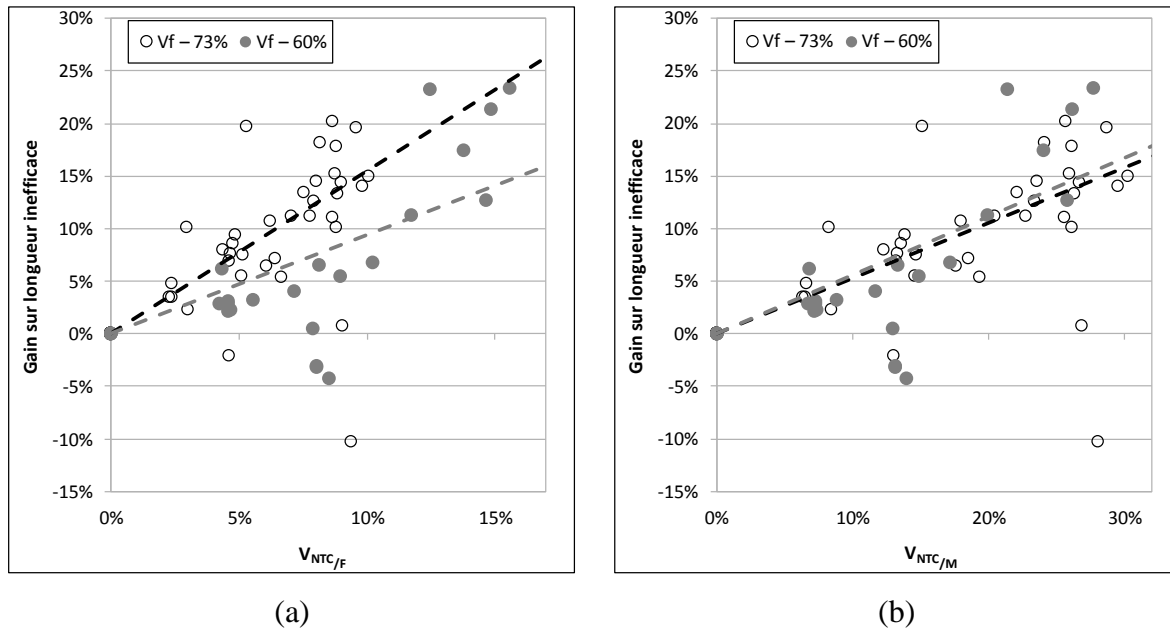 30%
25%
20%
15%
10%
5%
0%
-5%
-10%
-15%
Gain sur longueur inefficace
Vf – 73% Vf – 60%
0% 5% 10% 15%
V_NTC/F
(a)
30%
25%
20%
15%
10%
5%
0%
-5%
-10%
-15%
Gain sur longueur inefficace
Vf – 73% Vf – 60%
0% 10% 20% 30%
V_NTC/M
(b)